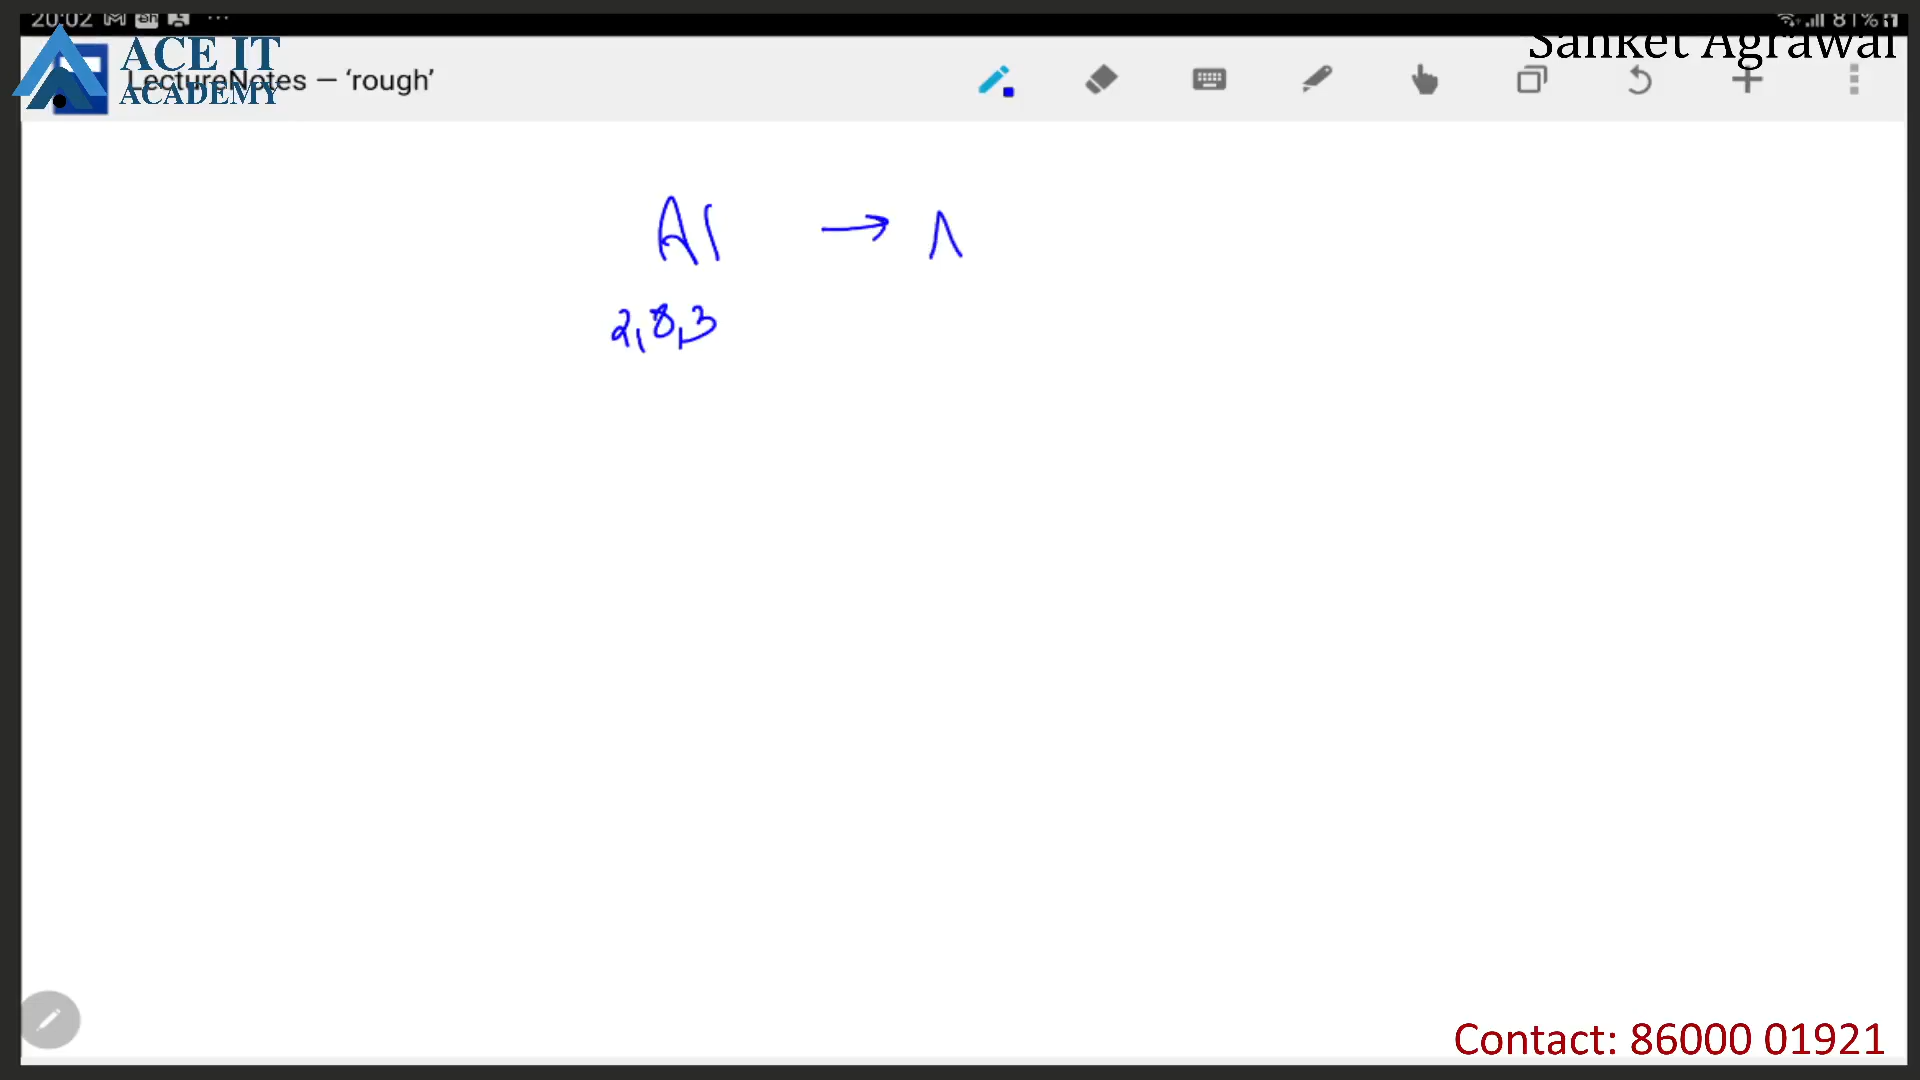 20:02 81%
Sanket Agrawal
ACE IT
ACADEMY
LectureNotes — ‘rough’
Al →
2,8,3
Contact: 86000 01921